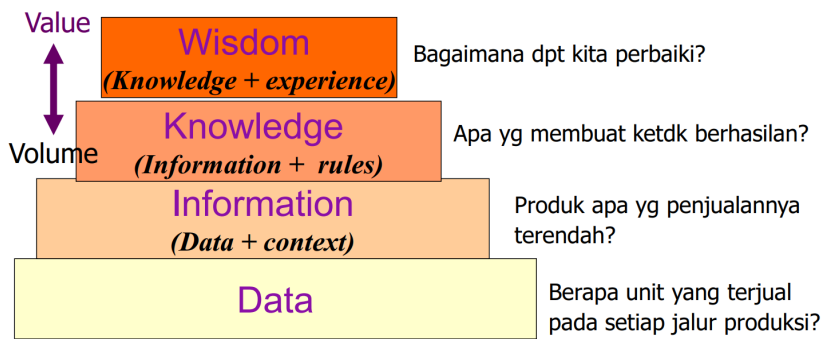 Value
Wisdom
(Knowledge + experience)
Bagaimana dpt kita perbaiki?
Knowledge
(Information + rules)
Apa yg membuat ketdk berhasilan?
Volume
Information
(Data + context)
Produk apa yg penjualannya
terendah?
Data
Berapa unit yang terjual
pada setiap jalur produksi?